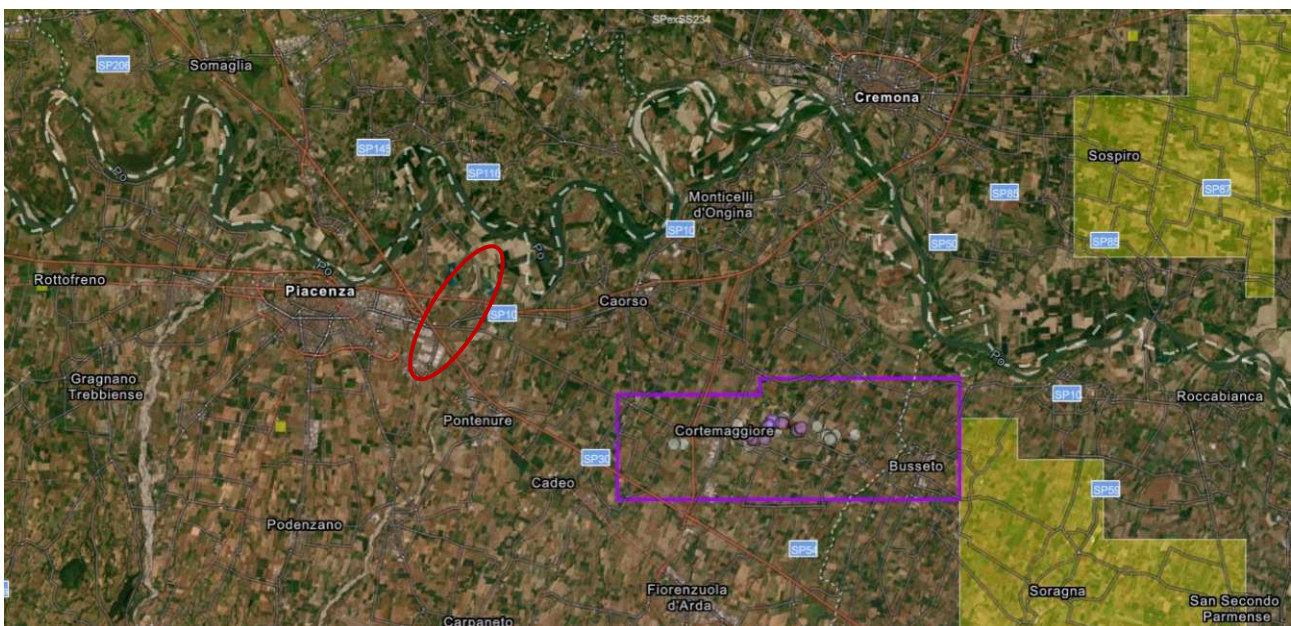 SPexSS234
SP206
Somaglia
Cremona
SP145
SP116
Sospiro
Po
SP85
SP87
Monticelli
d'Ongina
SP10
SP50
SP85
Po
Po
Rottofreno
Piacenza
SP10
Caorso
Po
Gragnano
Trebbiense
SP10
Roccabianca
Pontenure
Cortemaggiore
SP30
Busseto
Cadeo
SP59
Podenzano
SP54
Fiorenzuola
d'Arda
Soragna
San Secondo
Parmense
Carpaneto